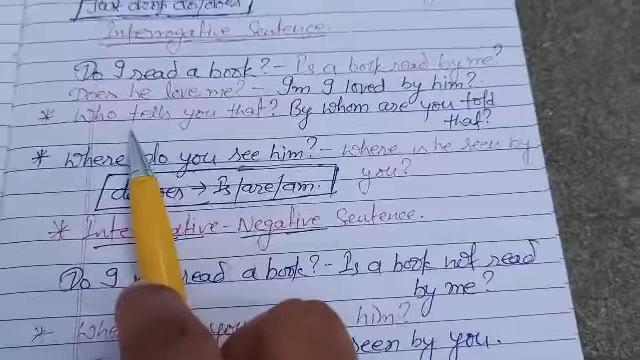 do/does
Interrogative Sentence
Do I read a book? - Is a book read by me?
Does he love me? - Im I loved by him?
* Who tells you that? By whom are you told that?
* Where do you see him? - where is he seen by you?
→ Is/are/am.
* Negative Sentence.
Do I read a book? - Is a book not read by me?
him?
seen by you.